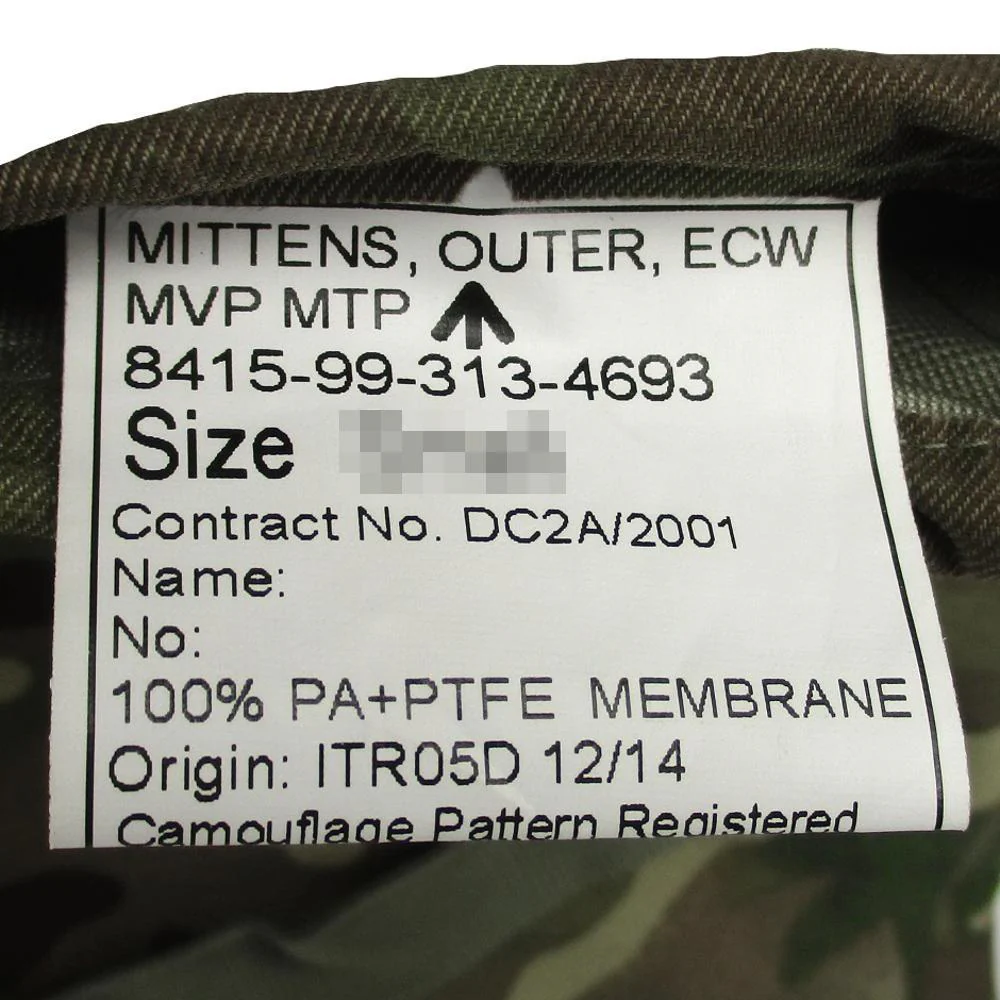 MITTENS, OUTER, ECW
MVP MTP
8415-99-313-4693
Size
Contract No. DC2A/2001
Name:
No:
100% PA+PTFE MEMBRANE
Origin: ITR05D 12/14
Camouflage Pattern Registered